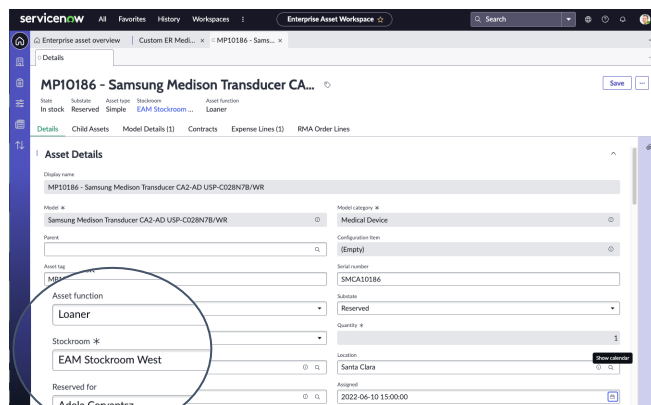 servicenow All Favorites History Workspaces Enterprise Asset Workspace Search
Enterprise asset overview Custom ER Medi... × MP10186 - Sams... ×
Details
MP10186 - Samsung Medison Transducer CA... Save
State Substate Asset type Stockroom Asset function
In stock Reserved Simple EAM Stockroom ... Loaner
Details Child Assets Model Details (1) Contracts Expense Lines (1) RMA Order Lines
Asset Details
Display name
MP10186 - Samsung Medison Transducer CA2-AD USP-C028N7B/WR
Model * Model category *
Samsung Medison Transducer CA2-AD USP-C028N7B/WR Medical Device
Parent Configuration Item
(Empty)
Asset tag Serial number
SMCA10186
Asset function Substate
Loaner Reserved
Stockroom * Quantity *
1
EAM Stockroom West Location
Show calendar
Santa Clara
Reserved for Assigned
2022-06-10 15:00:00